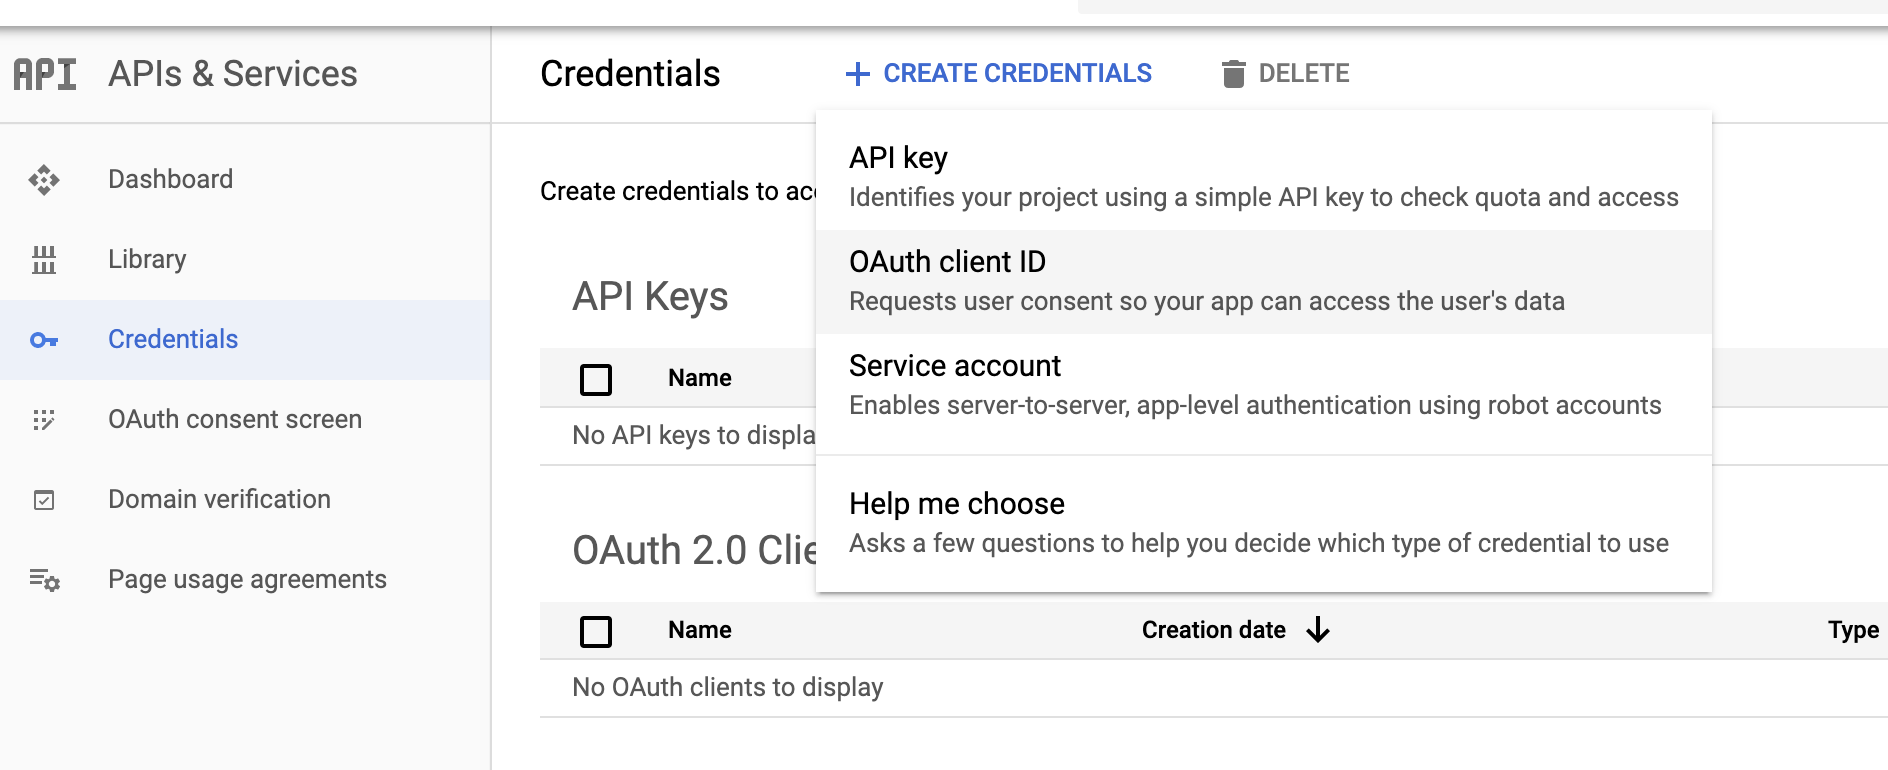 API APIs & Services
Dashboard
Library
Credentials
OAuth consent screen
Domain verification
Page usage agreements
Credentials
CREATE CREDENTIALS
DELETE
API key
Identifies your project using a simple API key to check quota and access
OAuth client ID
Requests user consent so your app can access the user's data
Service account
Enables server-to-server, app-level authentication using robot accounts
Help me choose
Asks a few questions to help you decide which type of credential to use
Create credentials to acc
API Keys
Name
No API keys to displa
OAuth 2.0 Clie
Name Creation date Type
No OAuth clients to display